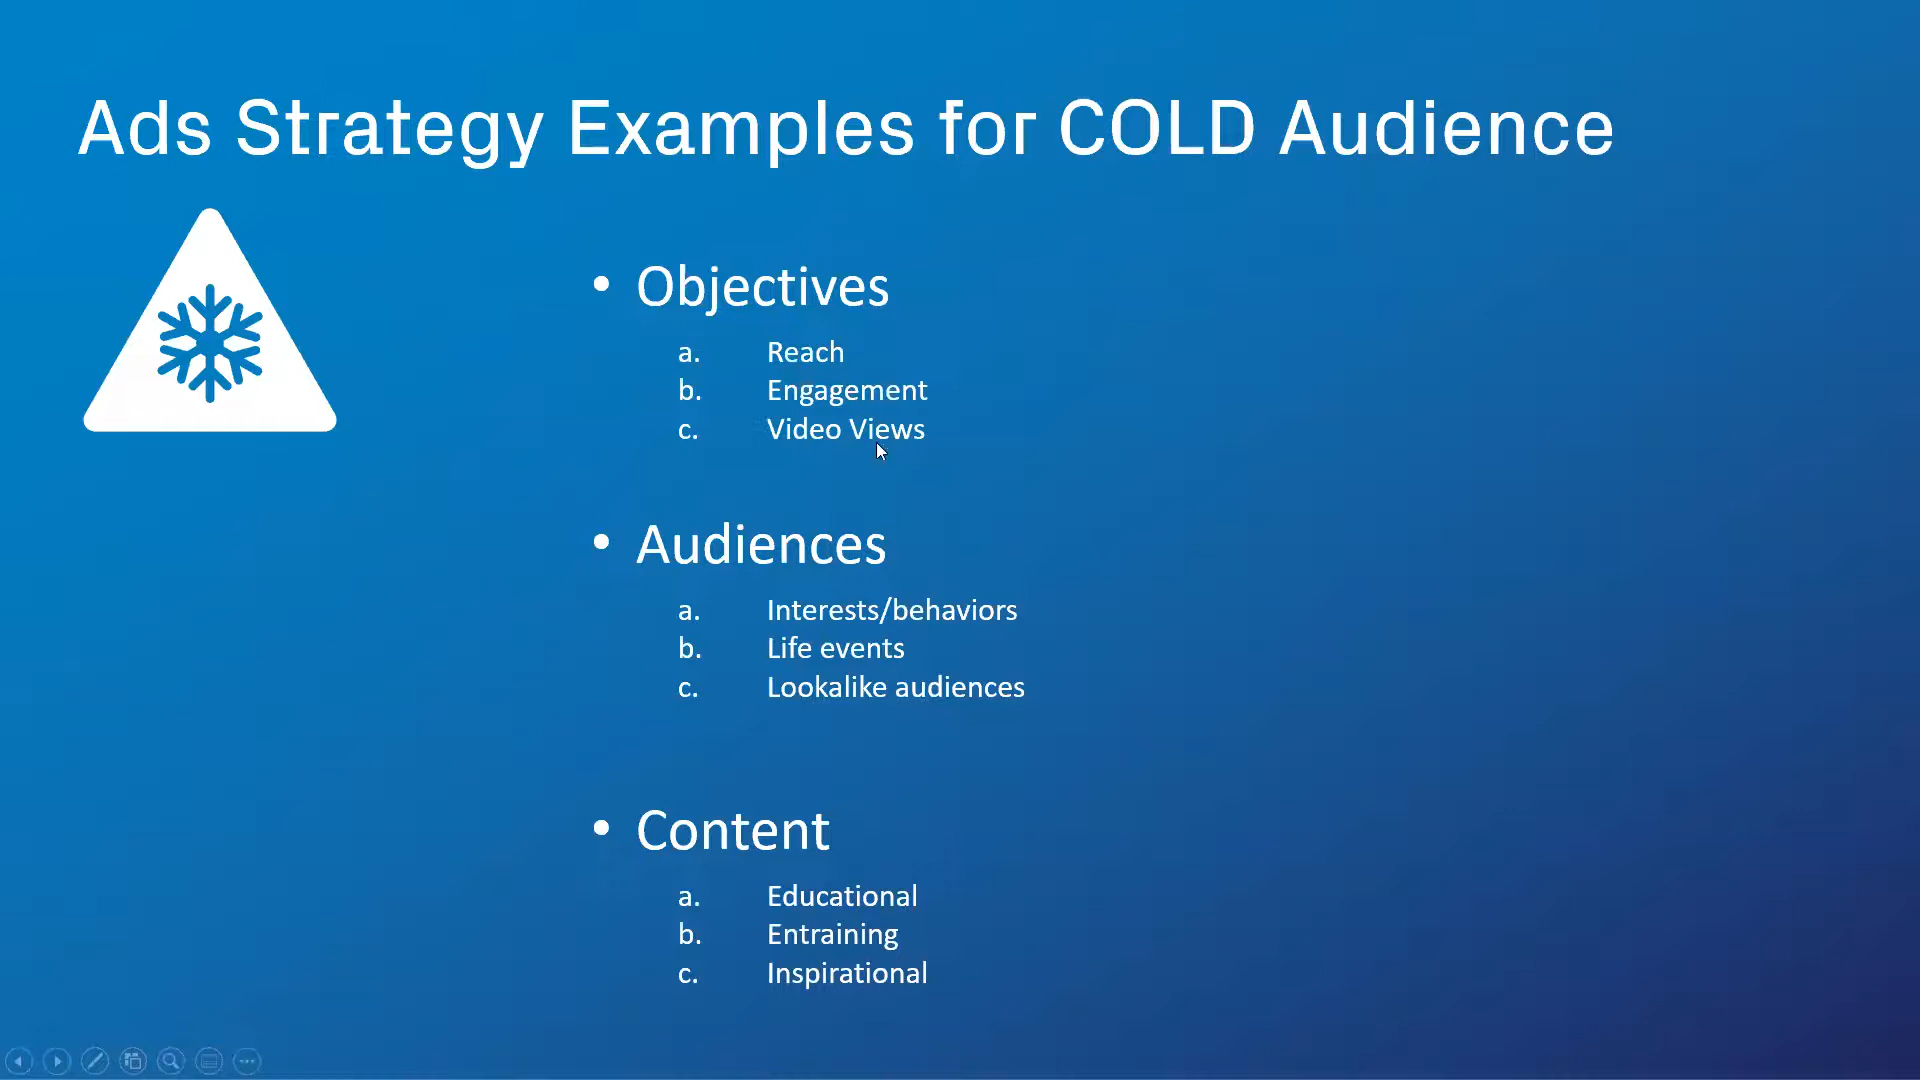 Ads Strategy Examples for COLD Audience
• Objectives
a. Reach
b. Engagement
c. Video Views
• Audiences
a. Interests/behaviors
b. Life events
c. Lookalike audiences
• Content
a. Educational
b. Entraining
c. Inspirational